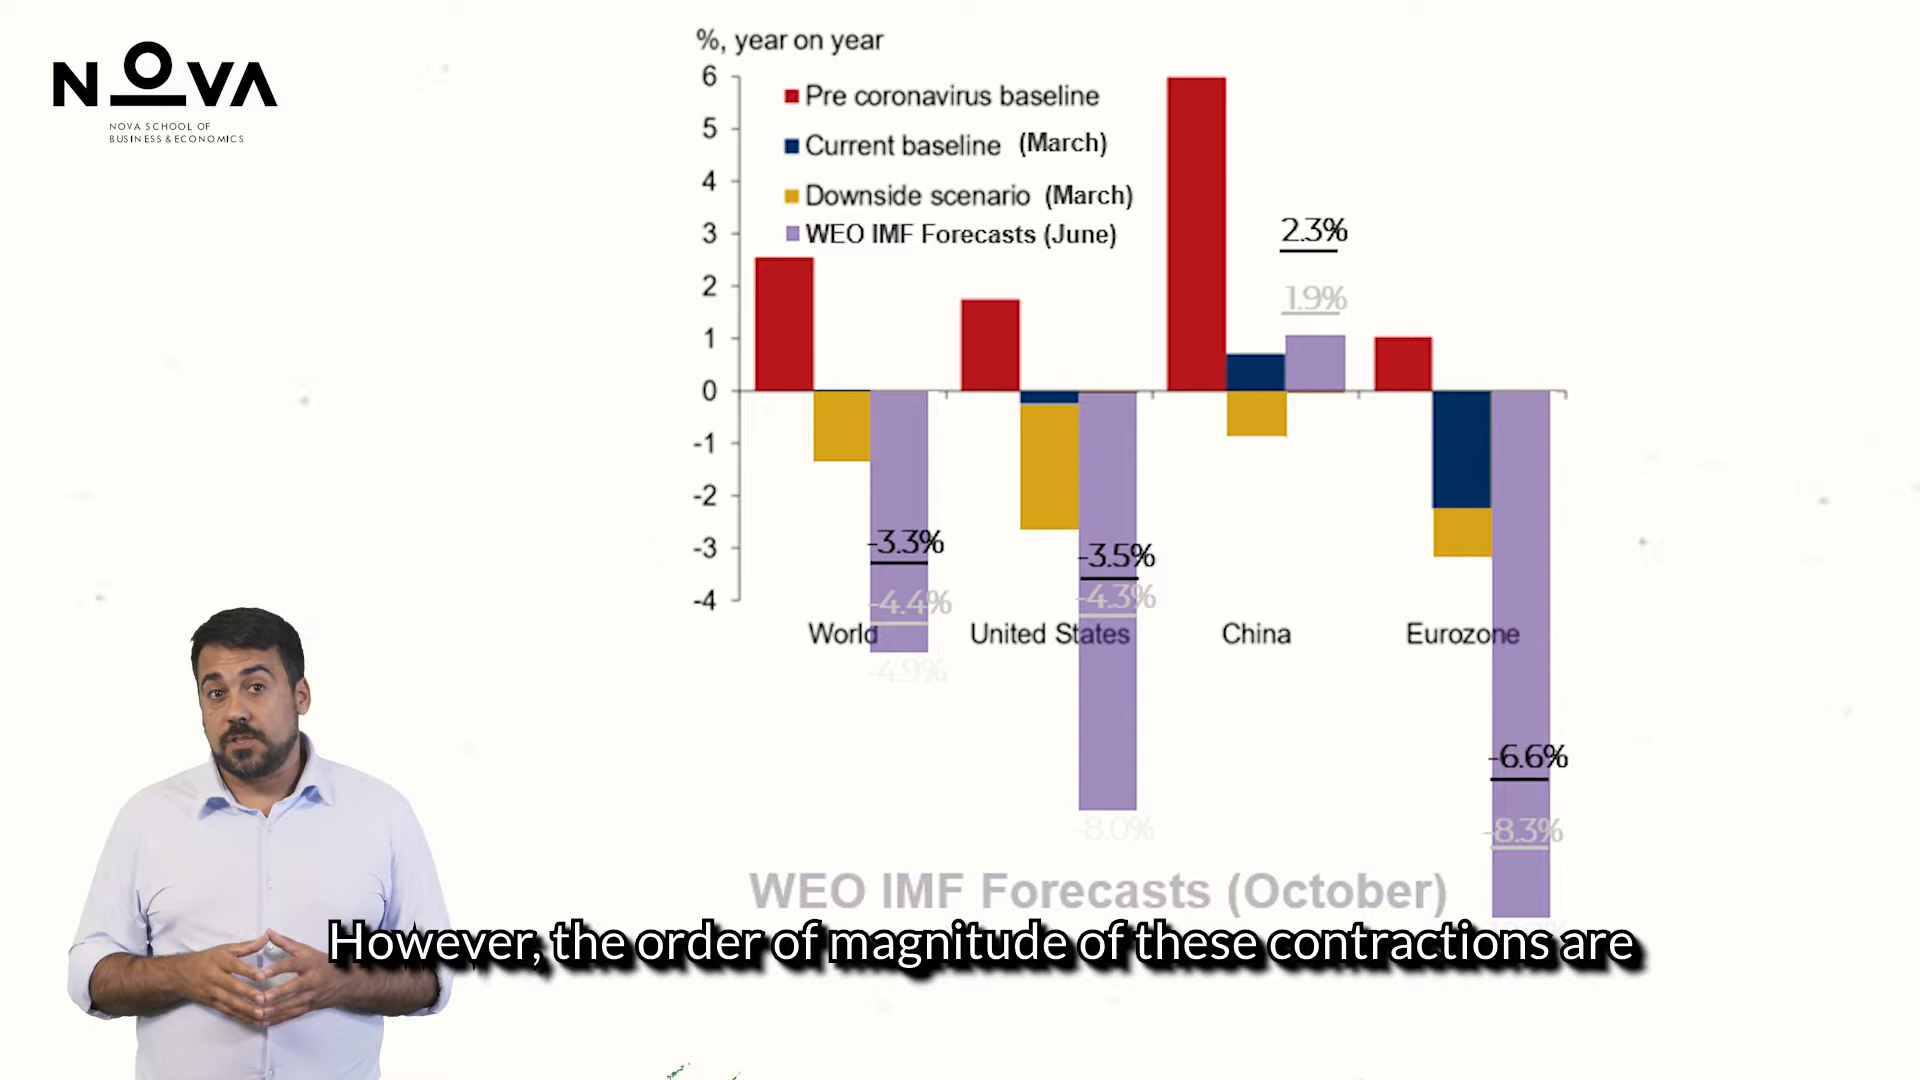 NOVA
NOVA SCHOOL OF
BUSINESS & ECONOMICS
%, year on year
6
5
4
3
2
1
0
-1
-2
-3
-4
Pre coronavirus baseline
Current baseline (March)
Downside scenario (March)
WEO IMF Forecasts (June)
2.3%
1.9%
-3.3%
-4.4%
-4.9%
-3.5%
-4.3%
-8.0%
-6.6%
-8.3%
World
United States
China
Eurozone
WEO IMF Forecasts (October)
However, the order of magnitude of these contractions are